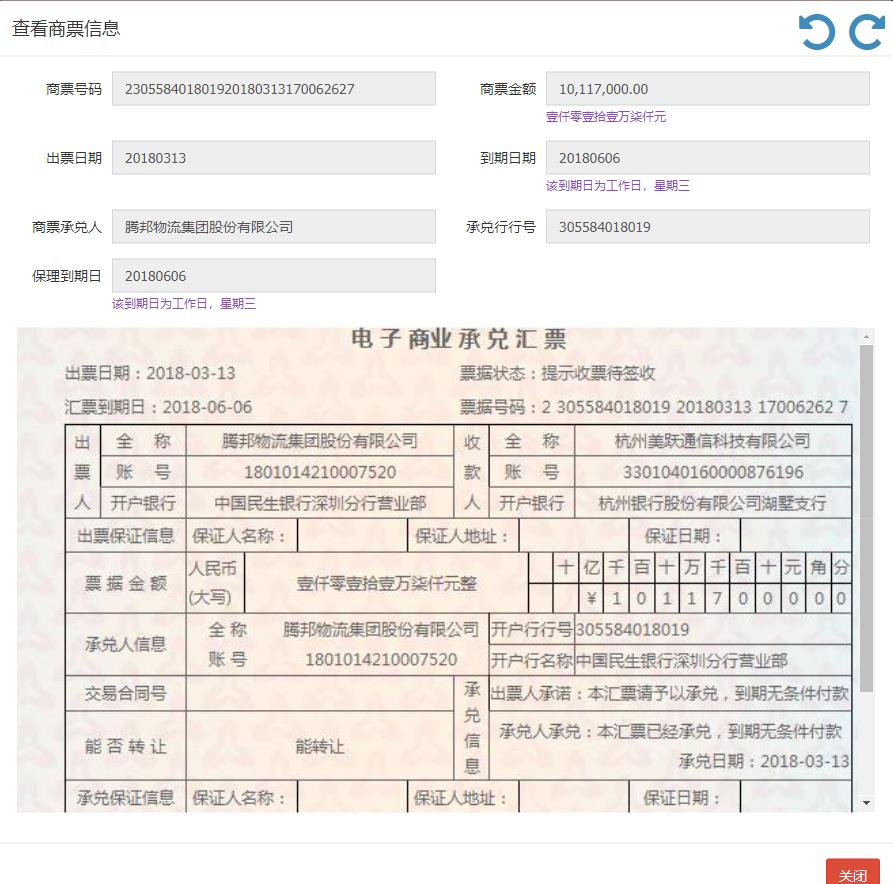 查看商票信息
商票号码 230558401801920180313170062627 商票金额 10,117,000.00
壹仟零壹拾壹万柒仟元
出票日期 20180313 到期日期 20180606
该到期日为工作日，星期三
商票承兑人 腾邦物流集团股份有限公司 承兑行行号 305584018019
保理到期日 20180606
该到期日为工作日，星期三
电子商业承兑汇票
出票日期：2018-03-13 票据状态：提示收票待签收
汇票到期日：2018-06-06 票据号码：2 305584018019 20180313 17006262 7
出票人 全 称 腾邦物流集团股份有限公司 收款人 全 称 杭州美跃通信科技有限公司
账 号 1801014210007520 账 号 3301040160000876196
开户银行 中国民生银行深圳分行营业部 开户银行 杭州银行股份有限公司湖墅支行
出票保证信息 保证人名称： 保证人地址： 保证日期：
票据金额 人民币(大写) 壹仟零壹拾壹万柒仟元整 十 亿 千 百 十 万 千 百 十 元 角 分
¥ 1 0 1 1 7 0 0 0 0 0
承兑人信息 全 称 腾邦物流集团股份有限公司 开户行行号 305584018019
账 号 1801014210007520 开户行名称 中国民生银行深圳分行营业部
交易合同号 承兑信息 出票人承诺：本汇票请予以承兑，到期无条件付款
能否转让 能转让 承兑人承兑：本汇票已经承兑，到期无条件付款
承兑日期：2018-03-13
承兑保证信息 保证人名称： 保证人地址： 保证日期：
关闭